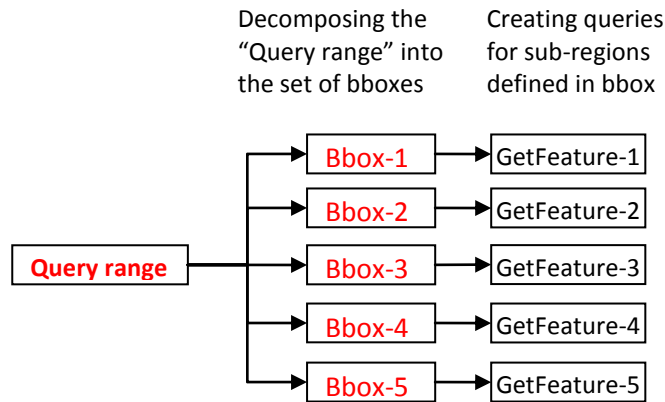 Decomposing the
“Query range” into
the set of bboxes
Creating queries
for sub-regions
defined in bbox
Bbox-1
GetFeature-1
Bbox-2
GetFeature-2
Query range
Bbox-3
GetFeature-3
Bbox-4
GetFeature-4
Bbox-5
GetFeature-5